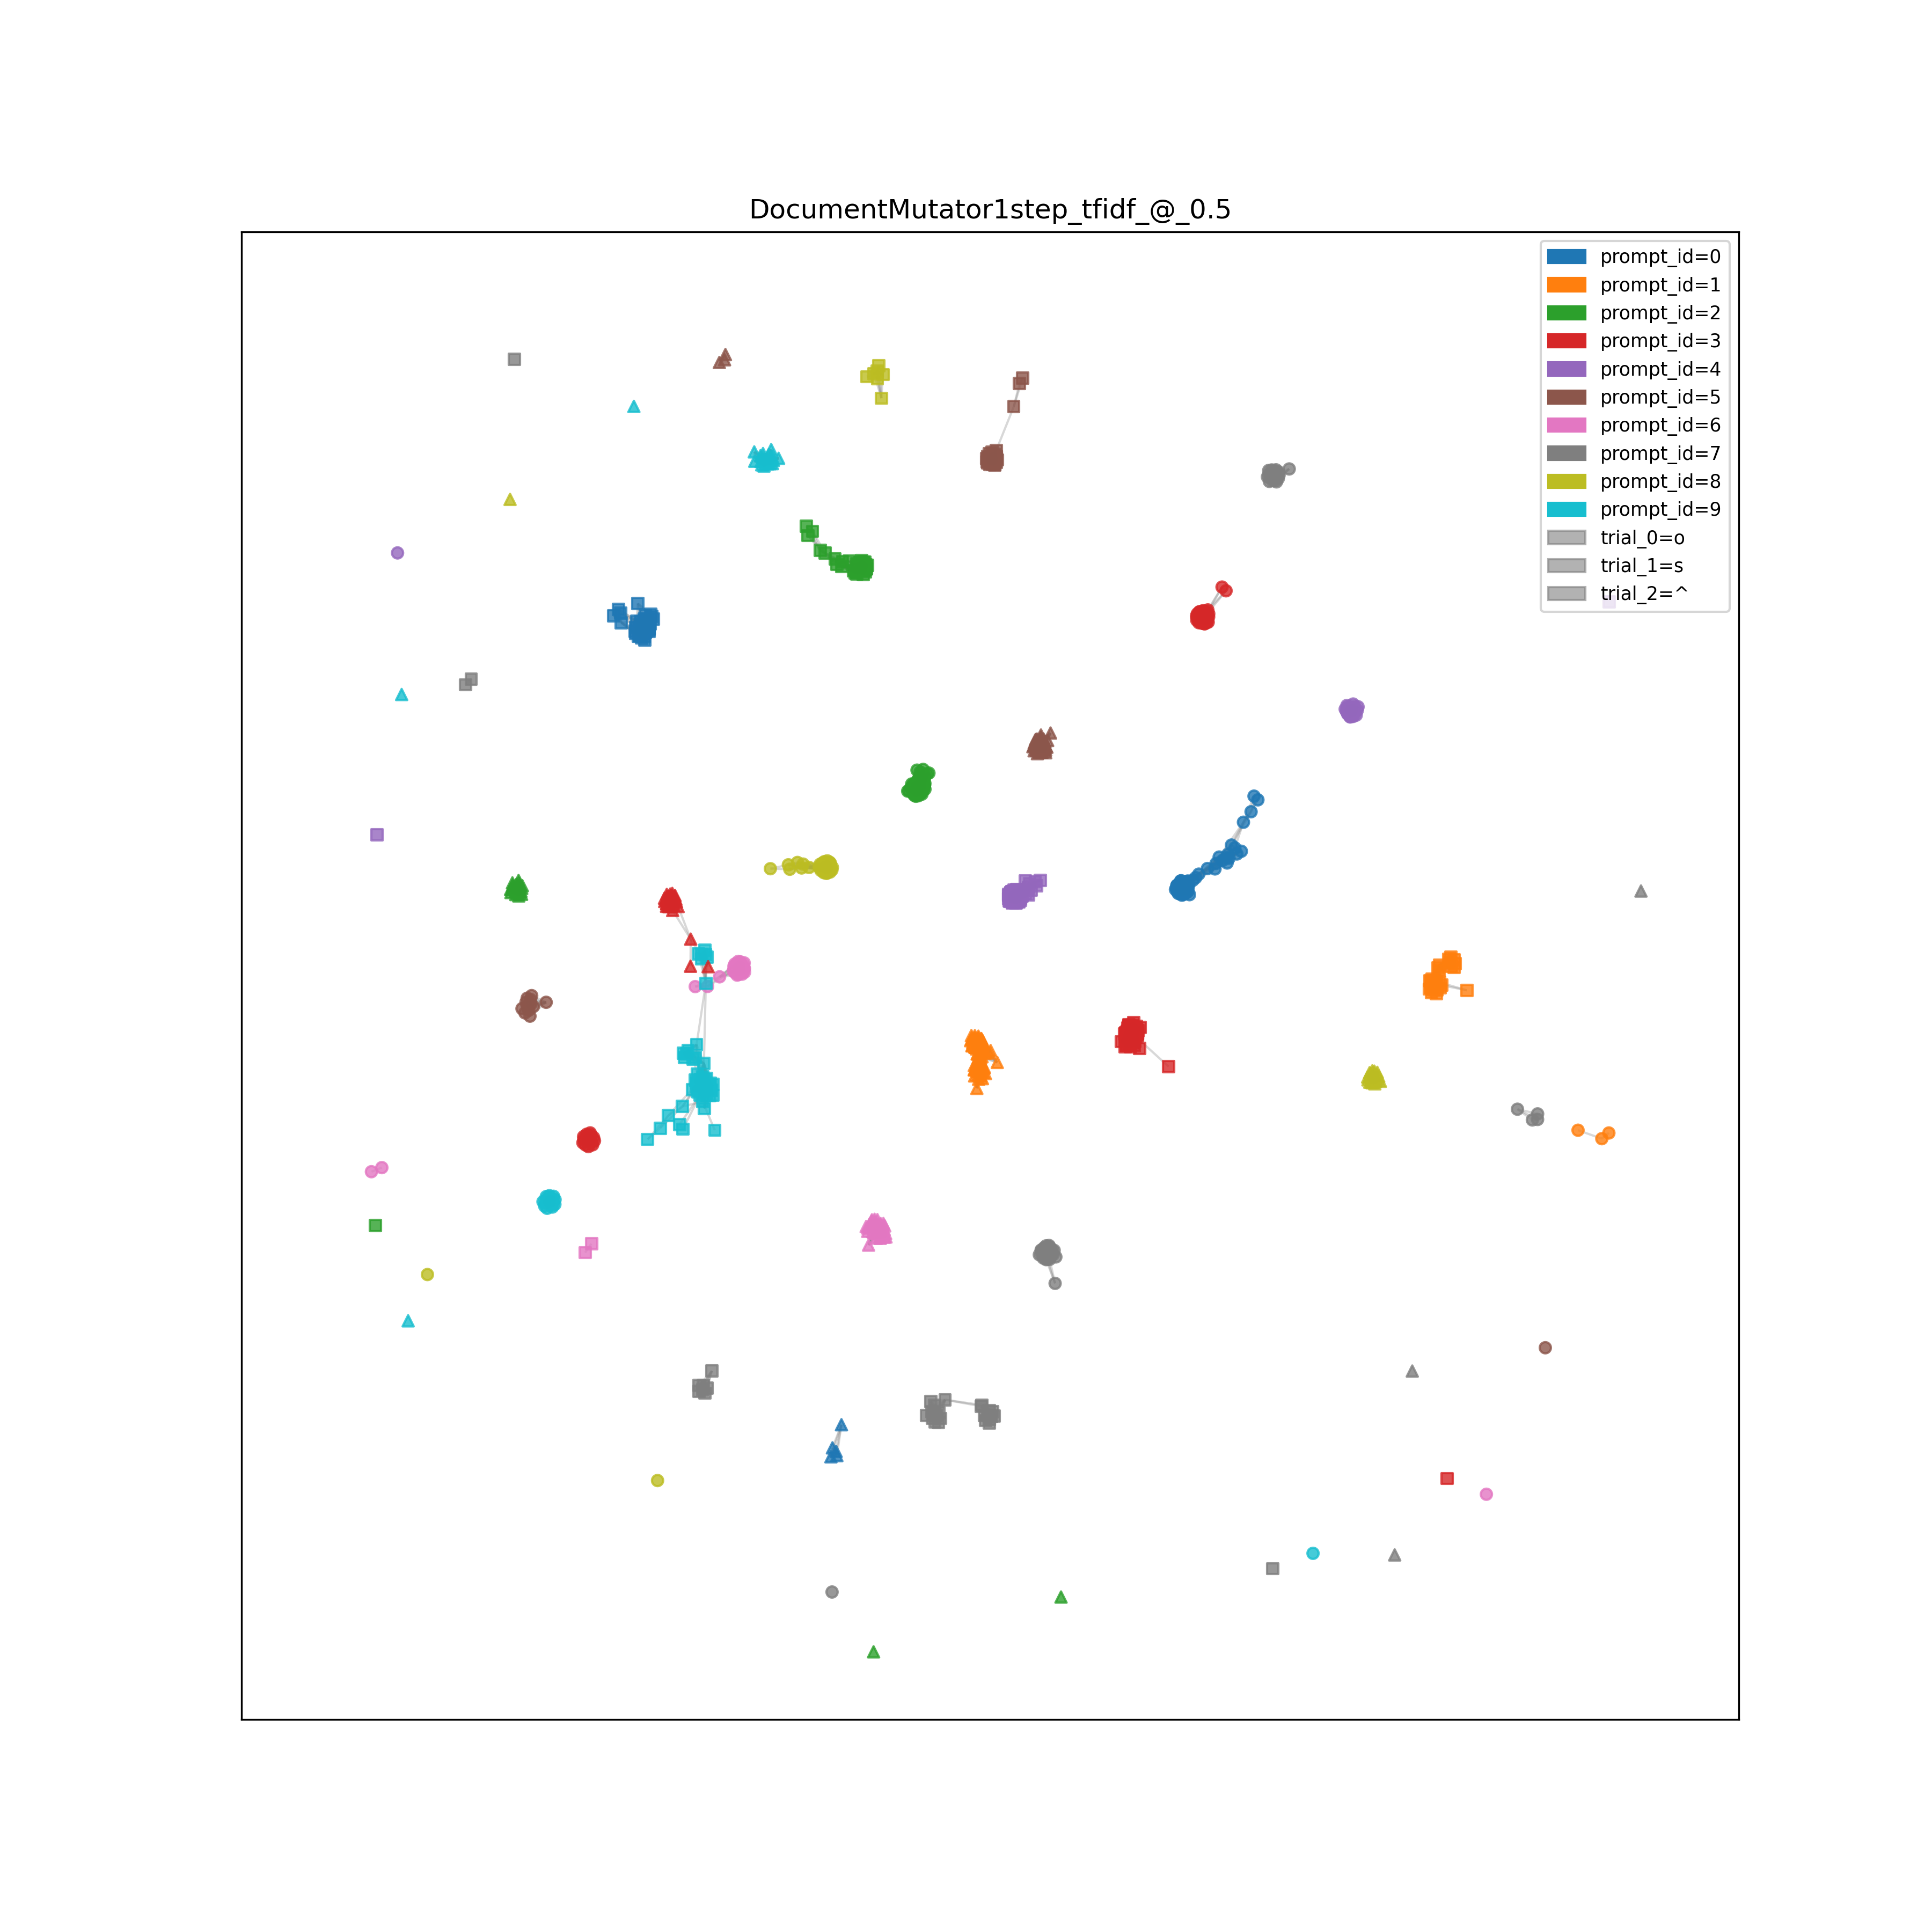 DocumentMutator1step_tfidf_@_0.5
prompt_id=0
prompt_id=1
prompt_id=2
prompt_id=3
prompt_id=4
prompt_id=5
prompt_id=6
prompt_id=7
prompt_id=8
prompt_id=9
trial_0=o
trial_1=s
trial_2=^